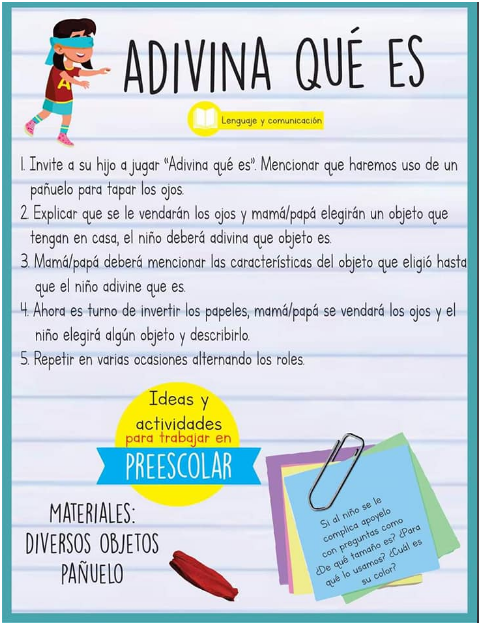 ADIVINA QUÉ ES
Lenguaje y comunicación
1. Invite a su hijo a jugar "Adivina qué es". Mencionar que haremos uso de un
pañuelo para tapar los ojos.
2. Explicar que se le vendarán los ojos y mamá/papá elegirán un objeto que
tengan en casa, el niño deberá adivina que objeto es.
3. Mamá/papá deberá mencionar las características del objeto que eligió hasta
que el niño adivine que es.
4. Ahora es turno de invertir los papeles, mamá/papá se vendará los ojos y el
niño elegirá algún objeto y describirlo.
5. Repetir en varias ocasiones alternando los roles.
Ideas y
actividades
para trabajar en
PREESCOLAR
MATERIALES:
DIVERSOS OBJETOS
PAÑUELO
Si al niño se le
complica apoyelo
con preguntas como
¿De qué tamaño es? ¿Para
qué lo usamos? ¿Cuál es
su color?
A